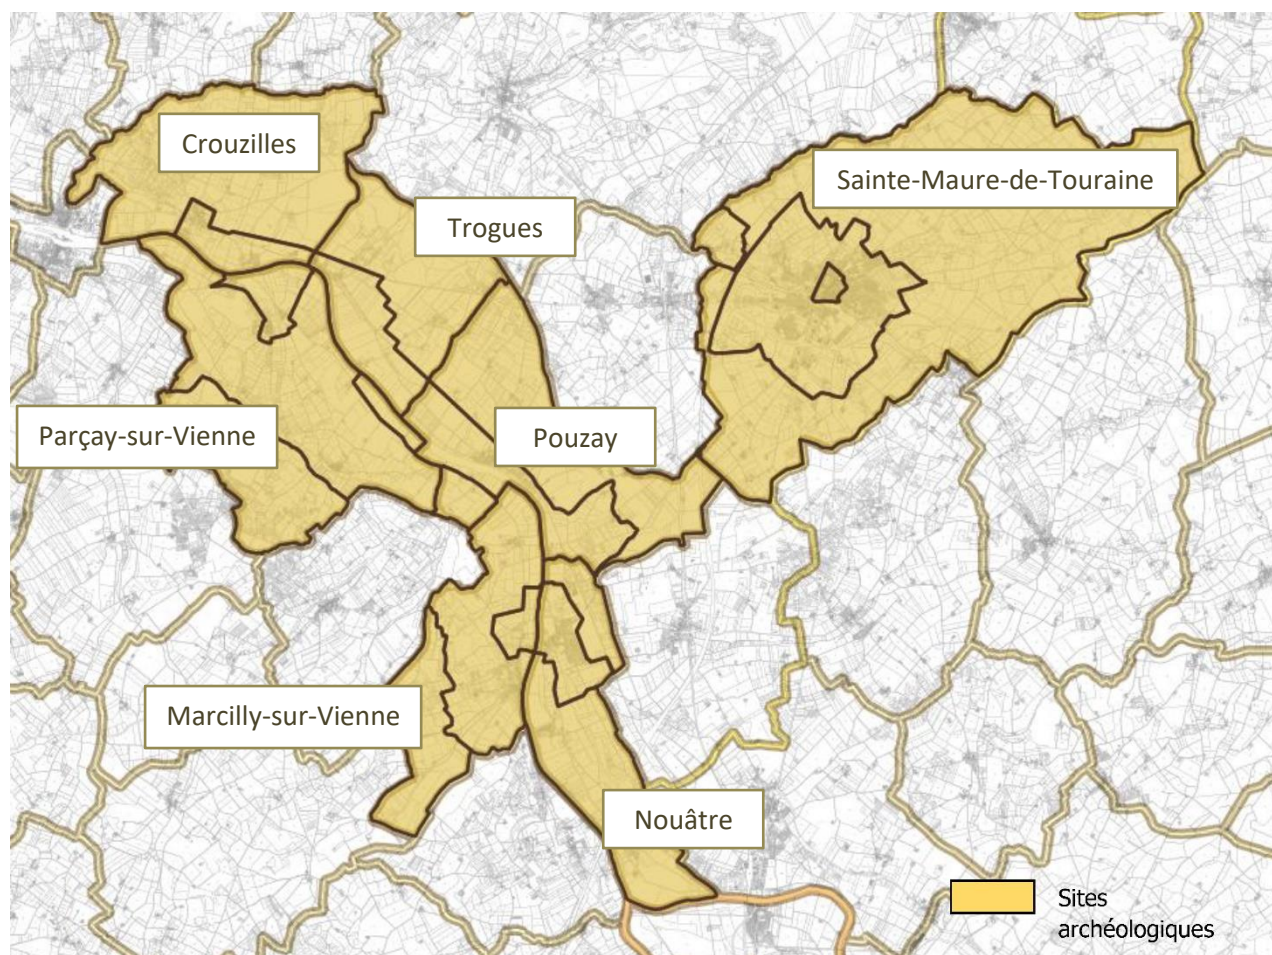 Crouzilles
Sainte-Maure-de-Touraine
Trogues
Parçay-sur-Vienne
Pouzay
Marcilly-sur-Vienne
Nouâtre
Sites
archéologiques